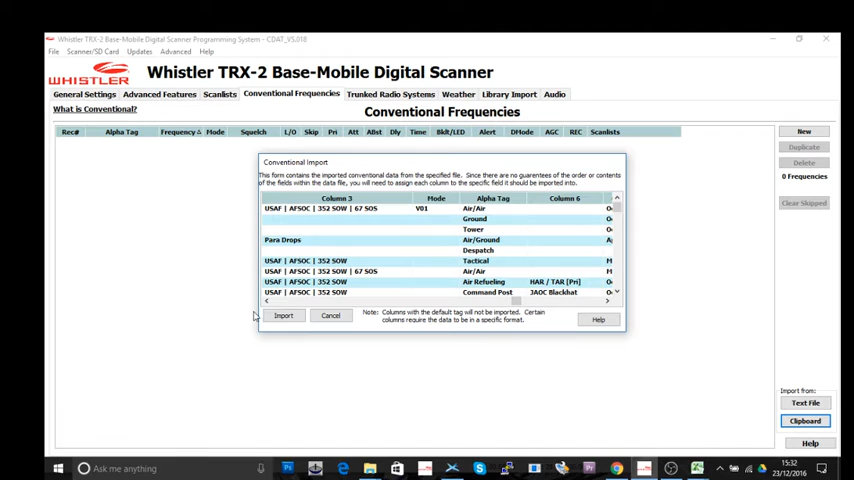 Whistler TRX-2 Base-Mobile Digital Scanner Programming System - CDAT_V5.018
File Scanner/SD Card Updates Advanced Help
WHISTLER
Whistler TRX-2 Base-Mobile Digital Scanner
General Settings Advanced Features Scanlists Conventional Frequencies Trunked Radio Systems Weather Library Import Audio
What is Conventional?
Conventional Frequencies
Rec# Alpha Tag Frequency Mode Squelch L/O Skip Pri Att ABst Dly Time Bklt/LED Alert DMode AGC REC Scanlists
New
Duplicate
Delete
0 Frequencies
Clear Skipped
Conventional Import
This form contains the imported conventional data from the specified file. Since there are no guarentees of the order or contents
of the fields within the data file, you will need to assign each column to the specific field it should be imported into.
Column 3 Mode Alpha Tag Column 6
USAF | AFSOC | 352 SOW | 67 SOS V01 Air/Air
Ground
Tower
Para Drops Air/Ground
Despatch
USAF | AFSOC | 352 SOW Tactical
USAF | AFSOC | 352 SOW | 67 SOS Air/Air
USAF | AFSOC | 352 SOW Air Refueling HAR / TAR [Pri]
USAF | AFSOC | 352 SOW Command Post JAOC Blackhat
Import Cancel
Note: Columns with the default tag will not be imported. Certain
columns require the data to be in a specific format.
Help
Import from:
Text File
Clipboard
Help
Ask me anything
15:32
23/12/2016